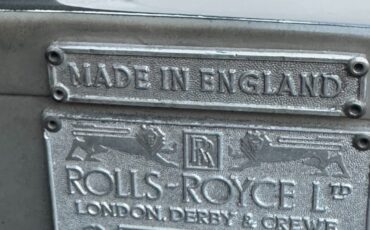 MADE IN ENGLAND
RR
ROLLS-ROYCE LTD
LONDON, DERBY & CREWE